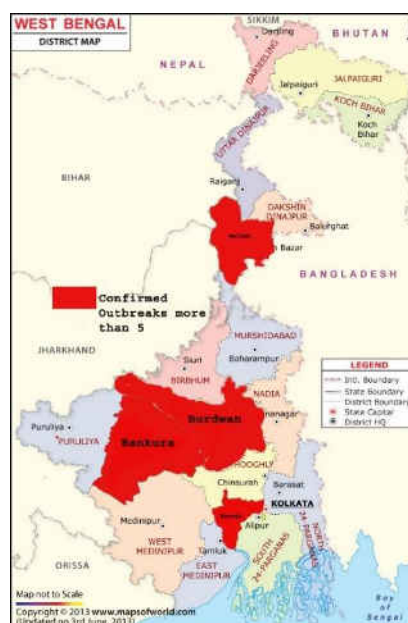 WEST BENGAL
DISTRICT MAP
SIKKIM
Darjiling
BHUTAN
NEPAL
DARJEELING
Jalpaiguri
JALPAIGURI
KOCH BIHAR
Koch
Bihar
UTTAR DINAJPUR
BIHAR
Raiganj
DAKSHIN
DINAJPUR
Balurghat
Bazar
BANGLADESH
Confirmed
Outbreaks more
than 5
MURSHIDABAD
JHARKHAND
Siuri
Baharampur
BIRBHUM
LEGEND
Int. Boundary
State Boundary
District Boundary
State Capital
District HQ
NADIA
Burdwan
Puruliya
PURULIYA
Bankura
HOOGHLY
Chinsurah
Barasat
KOLKATA
Alipur
Medinipur
WEST
MEDINIPUR
Tamluk
EAST
MEDINIPUR
SOUTH
24-PARGANAS
NORTH
24-PARGANAS
ORISSA
Map not to Scale
Bay
of
Bengal
Copyright © 2013 www.mapsofworld.com
(Updated on 3rd June, 2013)